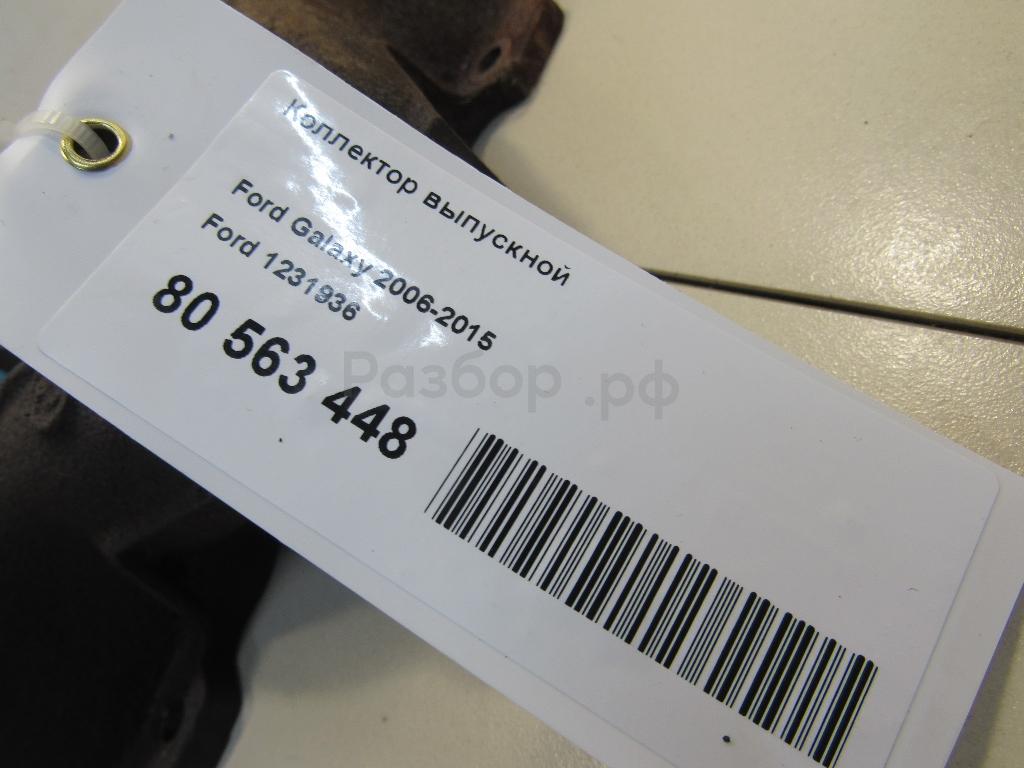 Коллектор выпускной
Ford Galaxy 2006-2015
Ford 1231936
80 563 448
Разбор.рф